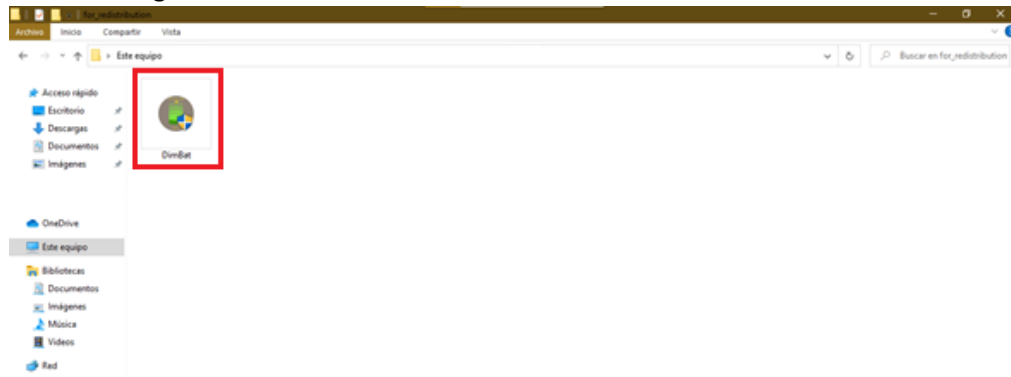 for_redistribution
Archivo Inicio Compartir Vista
Este equipo
Buscar en for_redistribution
Acceso rápido
Escritorio
Descargas
Documentos
Imágenes
DimBat
OneDrive
Este equipo
Bibliotecas
Documentos
Imágenes
Música
Videos
Red